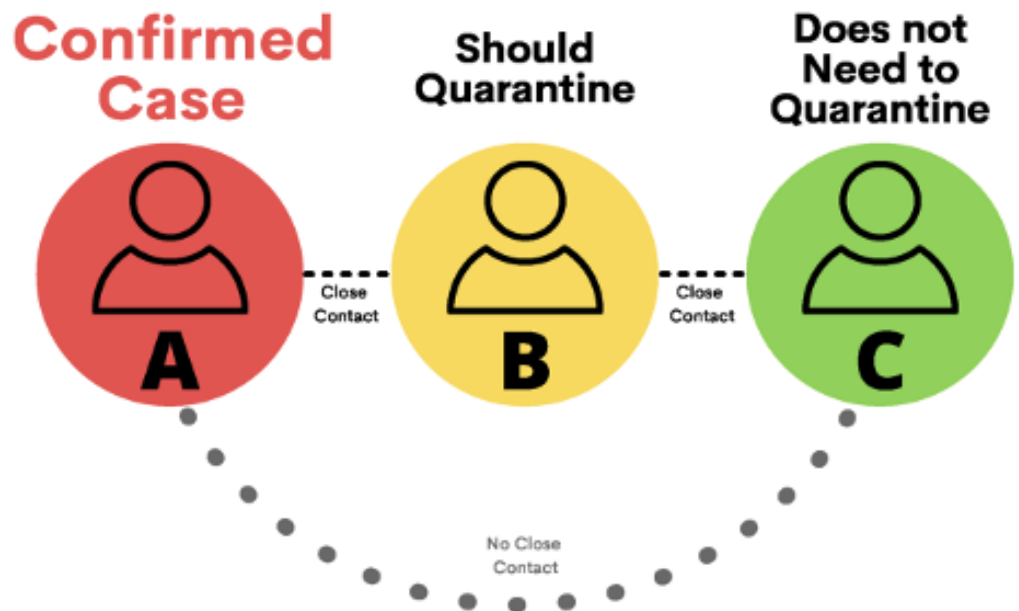 Confirmed
Case
Should
Quarantine
Does not
Need to
Quarantine
Close
Contact
Close
Contact
A
B
C
No Close
Contact